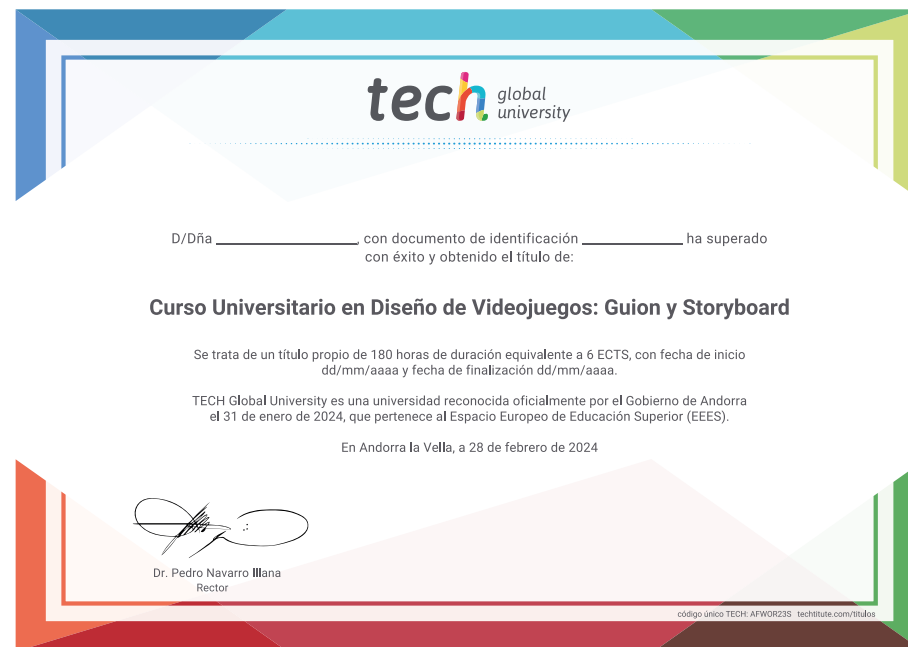 tech global university
D/Dña ____________________, con documento de identificación ______________ ha superado
con éxito y obtenido el título de:
Curso Universitario en Diseño de Videojuegos: Guion y Storyboard
Se trata de un título propio de 180 horas de duración equivalente a 6 ECTS, con fecha de inicio
dd/mm/aaaa y fecha de finalización dd/mm/aaaa.
TECH Global University es una universidad reconocida oficialmente por el Gobierno de Andorra
el 31 de enero de 2024, que pertenece al Espacio Europeo de Educación Superior (EEES).
En Andorra la Vella, a 28 de febrero de 2024
Dr. Pedro Navarro Illana
Rector
código único TECH: AFWOR23S techtitute.com/titulos